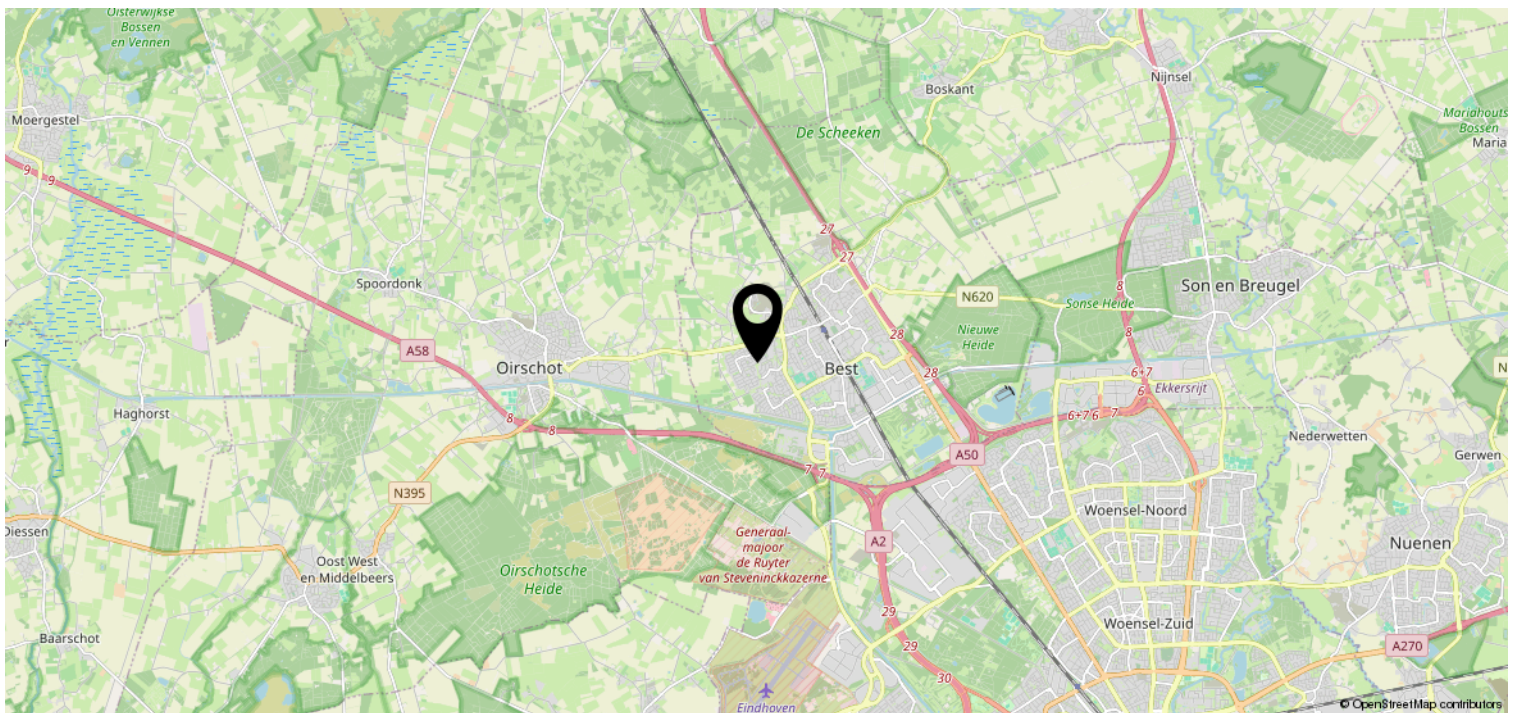 Oisterwijkse
Bossen
en Vennen
Nijnsel
Boskant
Moergestel
Mariahouts
Bossen
Maria
De Scheeken
9
9
27
27
Spoordonk
Son en Breugel
8
N620
Sonse Heide
Nieuwe
Heide
8
28
A58
Oirschot
Best
28
6+7
6
Ekkersrijt
N
Haghorst
8
8
6+7
6
7
Nederwetten
A50
Gerwen
7
7
N395
Woensel-Noord
Diessen
Generaal-
majoor
de Ruyter
van Steveninckkazerne
A2
Nuenen
Oost West
en Middelbeers
Oirschotsche
Heide
29
Woensel-Zuid
Baarschot
29
A270
30
Eindhoven
© OpenStreetMap contributors